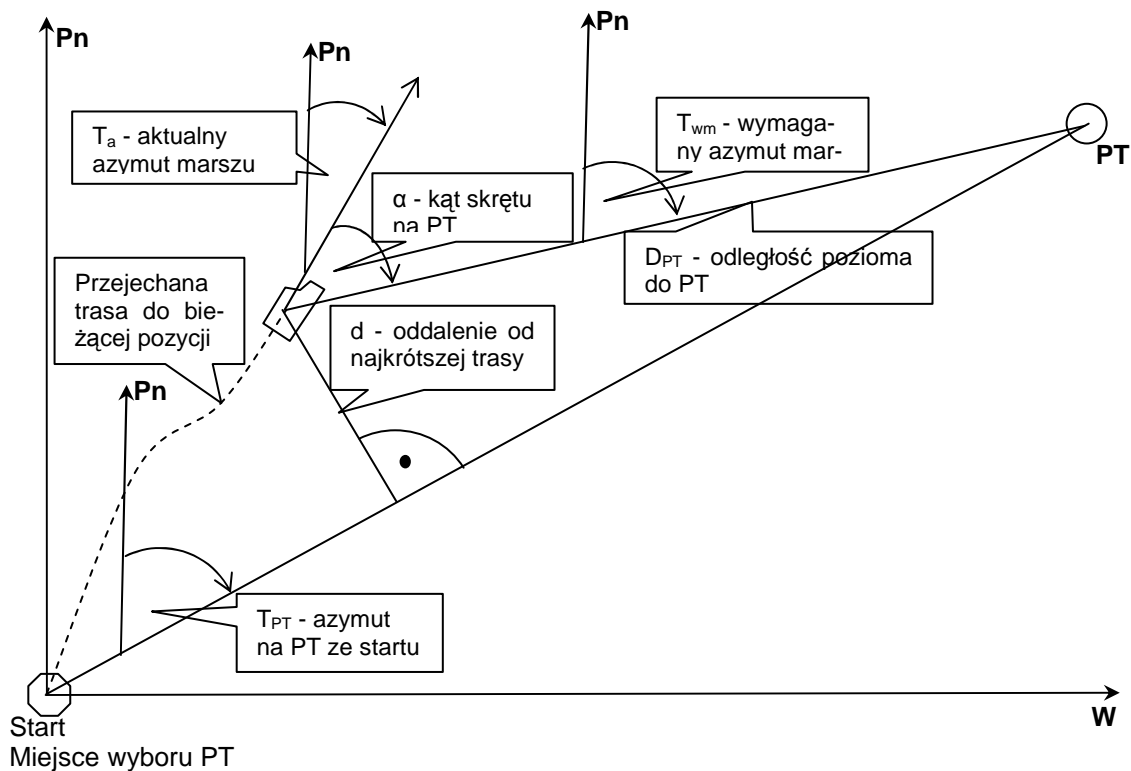 Pn
Pn
Pn
Ta - aktualny
azymut marszu
Twm - wymaga-
ny azymut mar-
PT
α - kąt skrętu
na PT
DPT - odległość pozioma
do PT
Przejechana
trasa do bie-
żącej pozycji
d - oddalenie od
najkrótszej trasy
Pn
TPT - azymut
na PT ze startu
W
Start
Miejsce wyboru PT